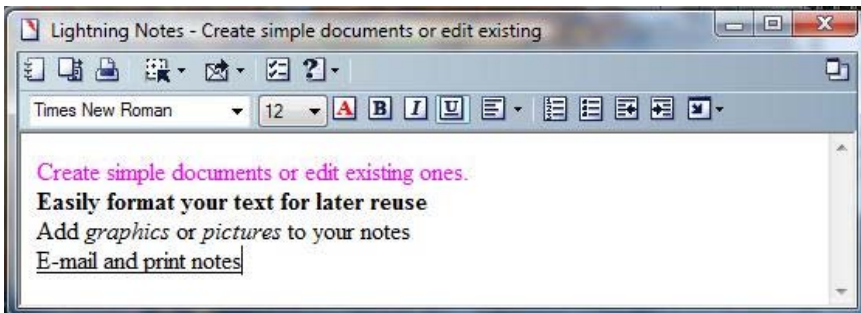 Lightning Notes - Create simple documents or edit existing
Times New Roman 12 A B I U
Create simple documents or edit existing ones.
Easily format your text for later reuse
Add graphics or pictures to your notes
E-mail and print notes